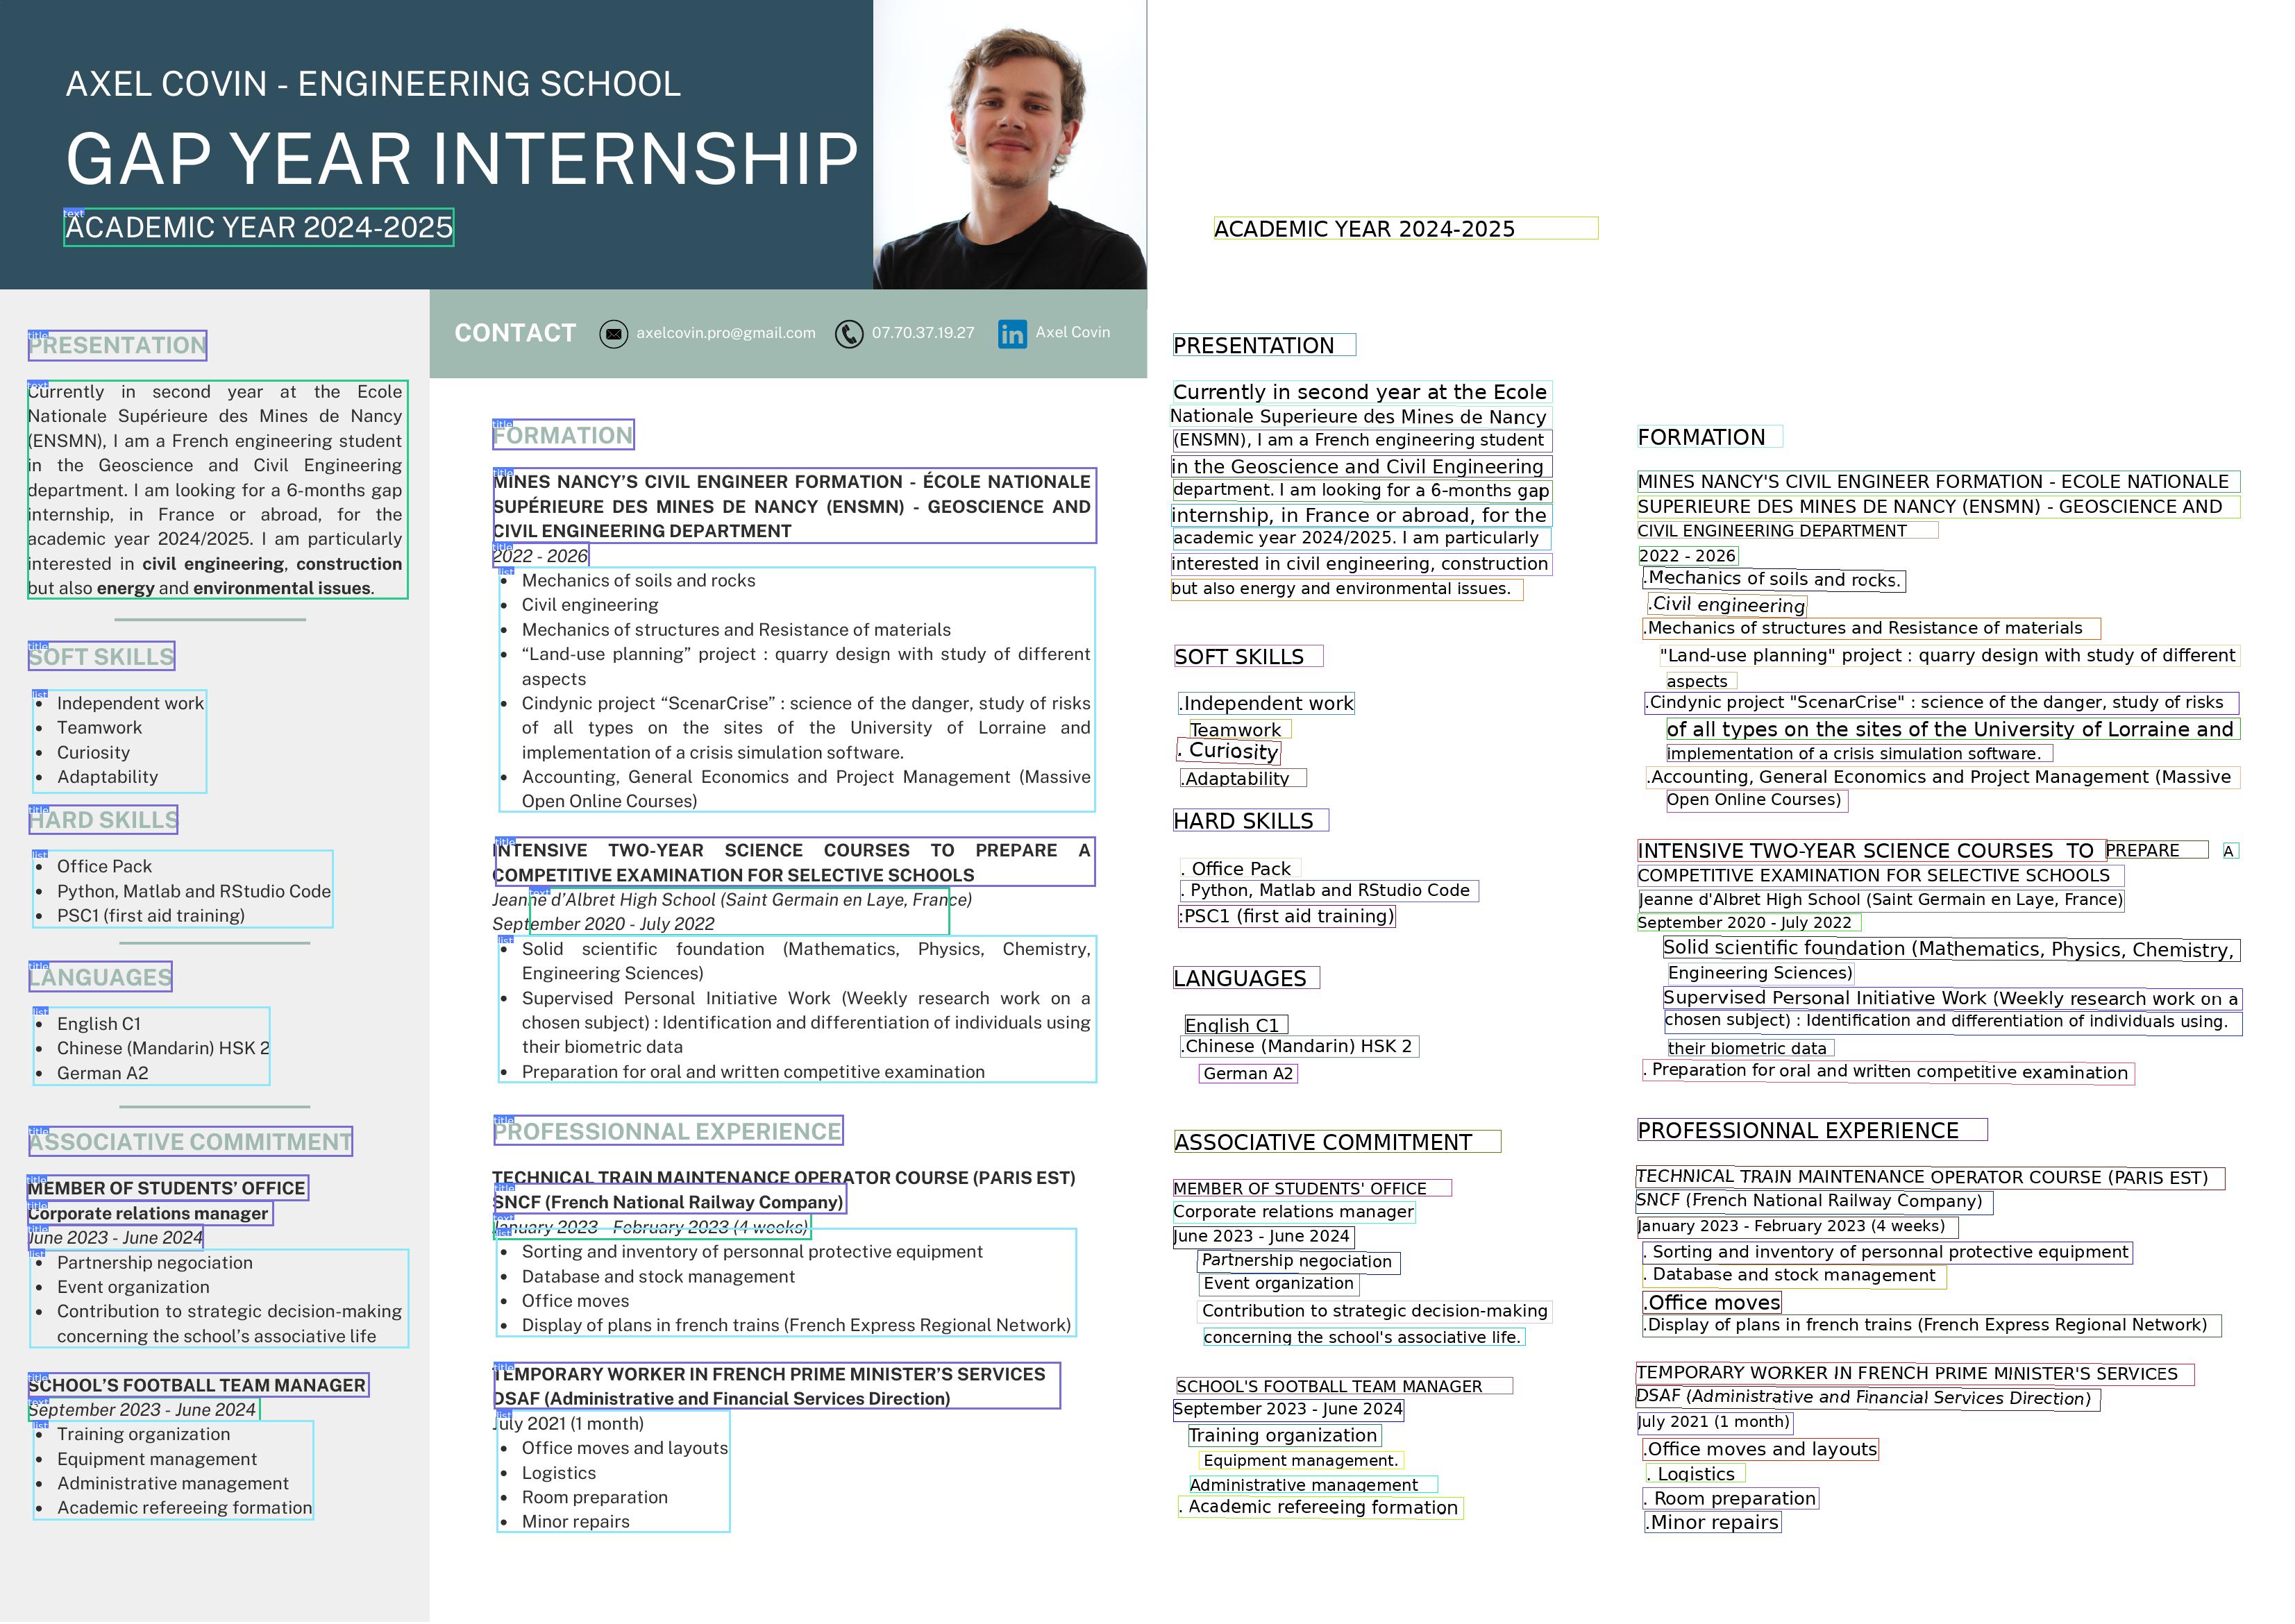 AXEL COVIN - ENGINEERING SCHOOL
GAP YEAR INTERNSHIP
text
ACADEMIC YEAR 2024-2025
CONTACT
axelcovin.pro@gmail.com
07.70.37.19.27
in
Axel Covin
title
PRESENTATION
text
Currently in second year at the Ecole
Nationale Supérieure des Mines de Nancy
(ENSMN), I am a French engineering student
in the Geoscience and Civil Engineering
department. I am looking for a 6-months gap
internship, in France or abroad, for the
academic year 2024/2025. I am particularly
interested in civil engineering, construction
but also energy and environmental issues.
title
SOFT SKILLS
list
• Independent work
• Teamwork
• Curiosity
• Adaptability
title
HARD SKILLS
list
• Office Pack
• Python, Matlab and RStudio Code
• PSC1 (first aid training)
title
LANGUAGES
list
• English C1
• Chinese (Mandarin) HSK 2
• German A2
title
ASSOCIATIVE COMMITMENT
title
MEMBER OF STUDENTS’ OFFICE
title
Corporate relations manager
title
June 2023 - June 2024
list
• Partnership negociation
• Event organization
• Contribution to strategic decision-making
concerning the school’s associative life
title
SCHOOL’S FOOTBALL TEAM MANAGER
text
September 2023 - June 2024
list
• Training organization
• Equipment management
• Administrative management
• Academic refereeing formation
title
FORMATION
title
MINES NANCY’S CIVIL ENGINEER FORMATION - ÉCOLE NATIONALE
SUPÉRIEURE DES MINES DE NANCY (ENSMN) - GEOSCIENCE AND
CIVIL ENGINEERING DEPARTMENT
title
2022 - 2026
list
• Mechanics of soils and rocks
• Civil engineering
• Mechanics of structures and Resistance of materials
• “Land-use planning” project : quarry design with study of different
aspects
• Cindynic project “ScenarCrise” : science of the danger, study of risks
of all types on the sites of the University of Lorraine and
implementation of a crisis simulation software.
• Accounting, General Economics and Project Management (Massive
Open Online Courses)
title
INTENSIVE TWO-YEAR SCIENCE COURSES TO PREPARE A
COMPETITIVE EXAMINATION FOR SELECTIVE SCHOOLS
text
Jeanne d’Albret High School (Saint Germain en Laye, France)
September 2020 - July 2022
list
• Solid scientific foundation (Mathematics, Physics, Chemistry,
Engineering Sciences)
• Supervised Personal Initiative Work (Weekly research work on a
chosen subject) : Identification and differentiation of individuals using
their biometric data
• Preparation for oral and written competitive examination
title
PROFESSIONNAL EXPERIENCE
TECHNICAL TRAIN MAINTENANCE OPERATOR COURSE (PARIS EST)
title
SNCF (French National Railway Company)
text
January 2023 - February 2023 (4 weeks)
list
• Sorting and inventory of personnal protective equipment
• Database and stock management
• Office moves
• Display of plans in french trains (French Express Regional Network)
title
TEMPORARY WORKER IN FRENCH PRIME MINISTER’S SERVICES
DSAF (Administrative and Financial Services Direction)
list
July 2021 (1 month)
• Office moves and layouts
• Logistics
• Room preparation
• Minor repairs
ACADEMIC YEAR 2024-2025
PRESENTATION
Currently in second year at the Ecole
Nationale Superieure des Mines de Nancy
(ENSMN), I am a French engineering student
in the Geoscience and Civil Engineering
department. I am looking for a 6-months gap
internship, in France or abroad, for the
academic year 2024/2025. I am particularly
interested in civil engineering, construction
but also energy and environmental issues.
SOFT SKILLS
.Independent work
Teamwork
. Curiosity
.Adaptability
HARD SKILLS
. Office Pack
. Python, Matlab and RStudio Code
:PSC1 (first aid training)
LANGUAGES
English C1
.Chinese (Mandarin) HSK 2
German A2
ASSOCIATIVE COMMITMENT
MEMBER OF STUDENTS' OFFICE
Corporate relations manager
June 2023 - June 2024
Partnership negociation
Event organization
Contribution to strategic decision-making
concerning the school's associative life.
SCHOOL'S FOOTBALL TEAM MANAGER
September 2023 - June 2024
Training organization
Equipment management.
Administrative management
. Academic refereeing formation
FORMATION
MINES NANCY'S CIVIL ENGINEER FORMATION - ECOLE NATIONALE
SUPERIEURE DES MINES DE NANCY (ENSMN) - GEOSCIENCE AND
CIVIL ENGINEERING DEPARTMENT
2022 - 2026
.Mechanics of soils and rocks.
.Civil engineering
.Mechanics of structures and Resistance of materials
"Land-use planning" project : quarry design with study of different
aspects
.Cindynic project "ScenarCrise" : science of the danger, study of risks
of all types on the sites of the University of Lorraine and
implementation of a crisis simulation software.
.Accounting, General Economics and Project Management (Massive
Open Online Courses)
INTENSIVE TWO-YEAR SCIENCE COURSES TO PREPARE A
COMPETITIVE EXAMINATION FOR SELECTIVE SCHOOLS
Jeanne d'Albret High School (Saint Germain en Laye, France)
September 2020 - July 2022
Solid scientific foundation (Mathematics, Physics, Chemistry,
Engineering Sciences)
Supervised Personal Initiative Work (Weekly research work on a
chosen subject) : Identification and differentiation of individuals using.
their biometric data
. Preparation for oral and written competitive examination
PROFESSIONNAL EXPERIENCE
TECHNICAL TRAIN MAINTENANCE OPERATOR COURSE (PARIS EST)
SNCF (French National Railway Company)
January 2023 - February 2023 (4 weeks)
. Sorting and inventory of personnal protective equipment
. Database and stock management
.Office moves
.Display of plans in french trains (French Express Regional Network)
TEMPORARY WORKER IN FRENCH PRIME MINISTER'S SERVICES
DSAF (Administrative and Financial Services Direction)
July 2021 (1 month)
.Office moves and layouts
. Logistics
. Room preparation
.Minor repairs